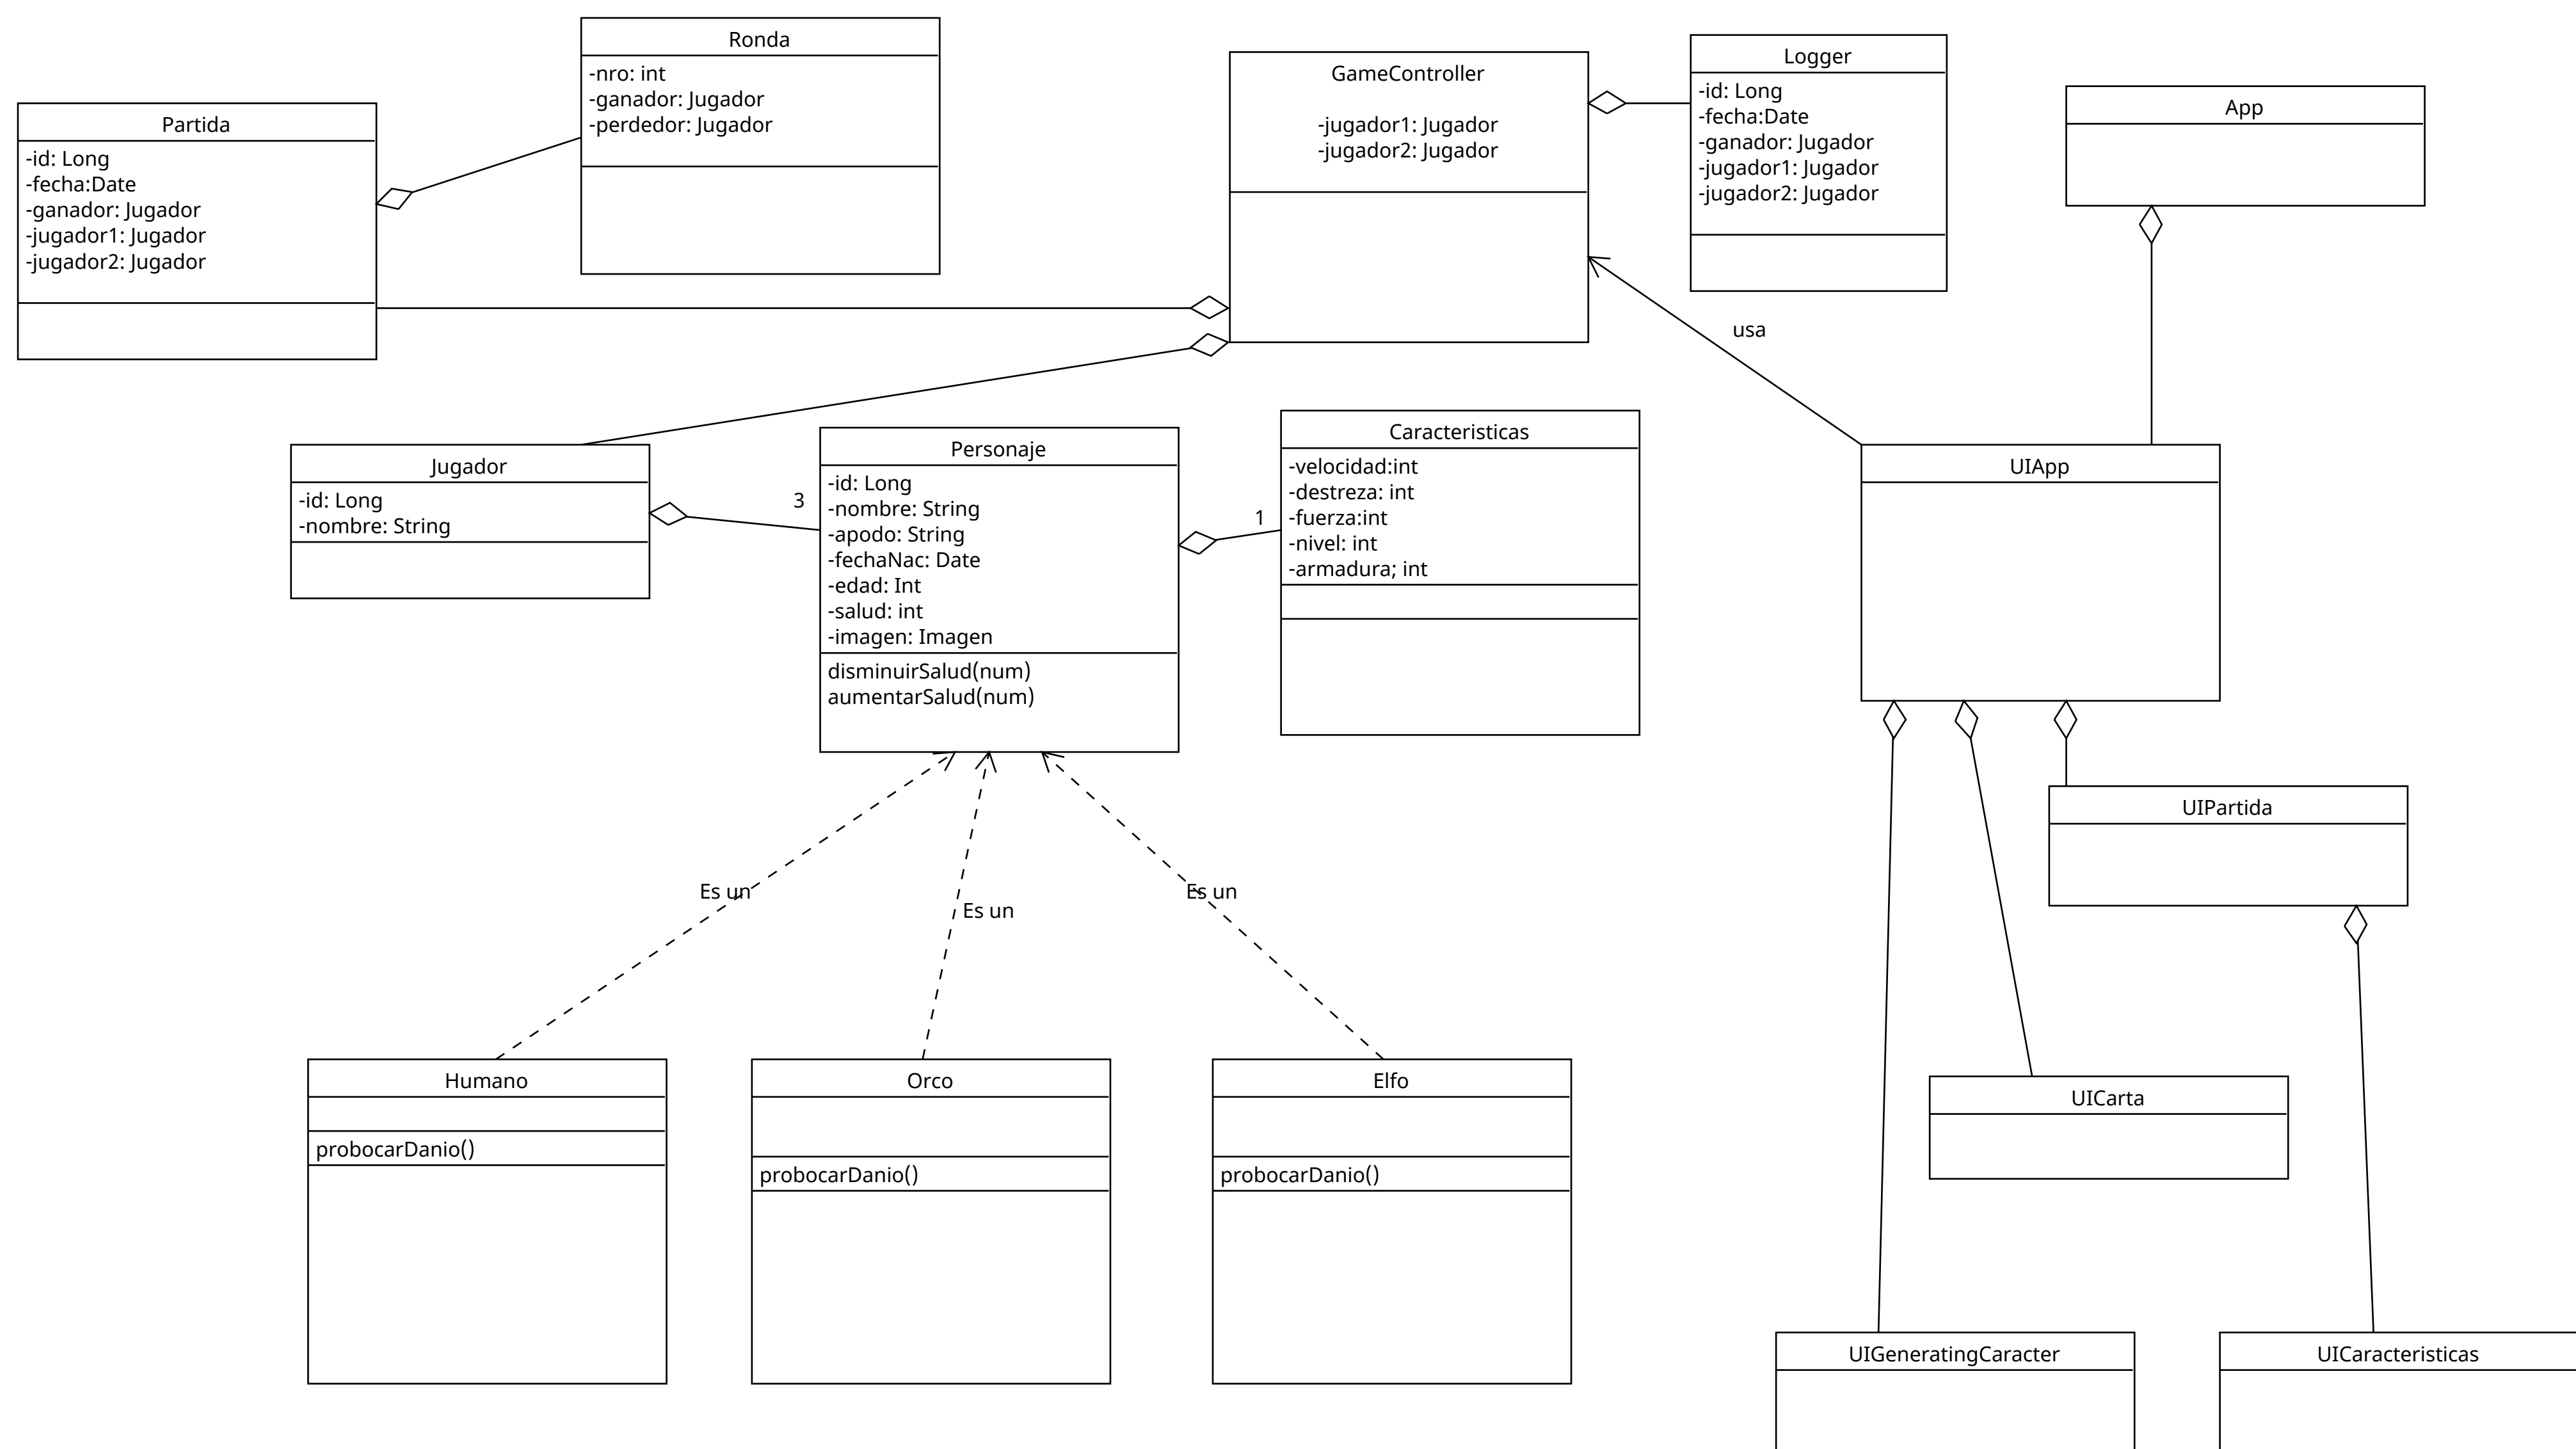 Ronda
-nro: int
-ganador: Jugador
-perdedor: Jugador
Partida
-id: Long
-fecha:Date
-ganador: Jugador
-jugador1: Jugador
-jugador2: Jugador
GameController
-jugador1: Jugador
-jugador2: Jugador
Logger
-id: Long
-fecha:Date
-ganador: Jugador
-jugador1: Jugador
-jugador2: Jugador
App
usa
Jugador
-id: Long
-nombre: String
3
Personaje
-id: Long
-nombre: String
-apodo: String
-fechaNac: Date
-edad: Int
-salud: int
-imagen: Imagen
disminuirSalud(num)
aumentarSalud(num)
1
Caracteristicas
-velocidad:int
-destreza: int
-fuerza:int
-nivel: int
-armadura; int
UIApp
UIPartida
Es un
Es un
Es un
Humano
probocarDanio()
Orco
probocarDanio()
Elfo
probocarDanio()
UICarta
UIGeneratingCaracter
UICaracteristicas